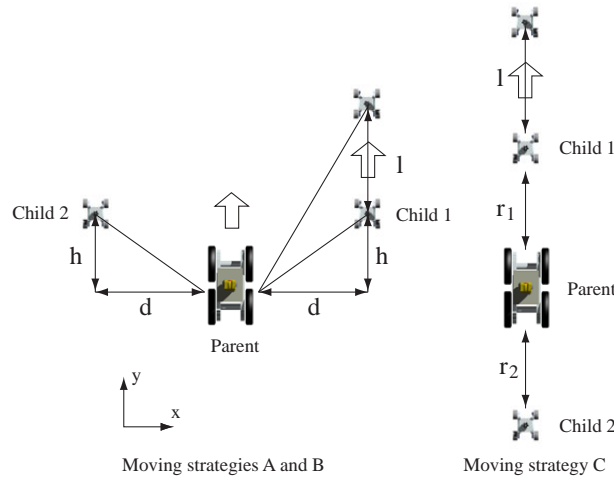 l
Child 1
r1
Parent
r2
Child 2
Moving strategy C
Child 2
h
d
Parent
d
h
Child 1
l
y
x
Moving strategies A and B